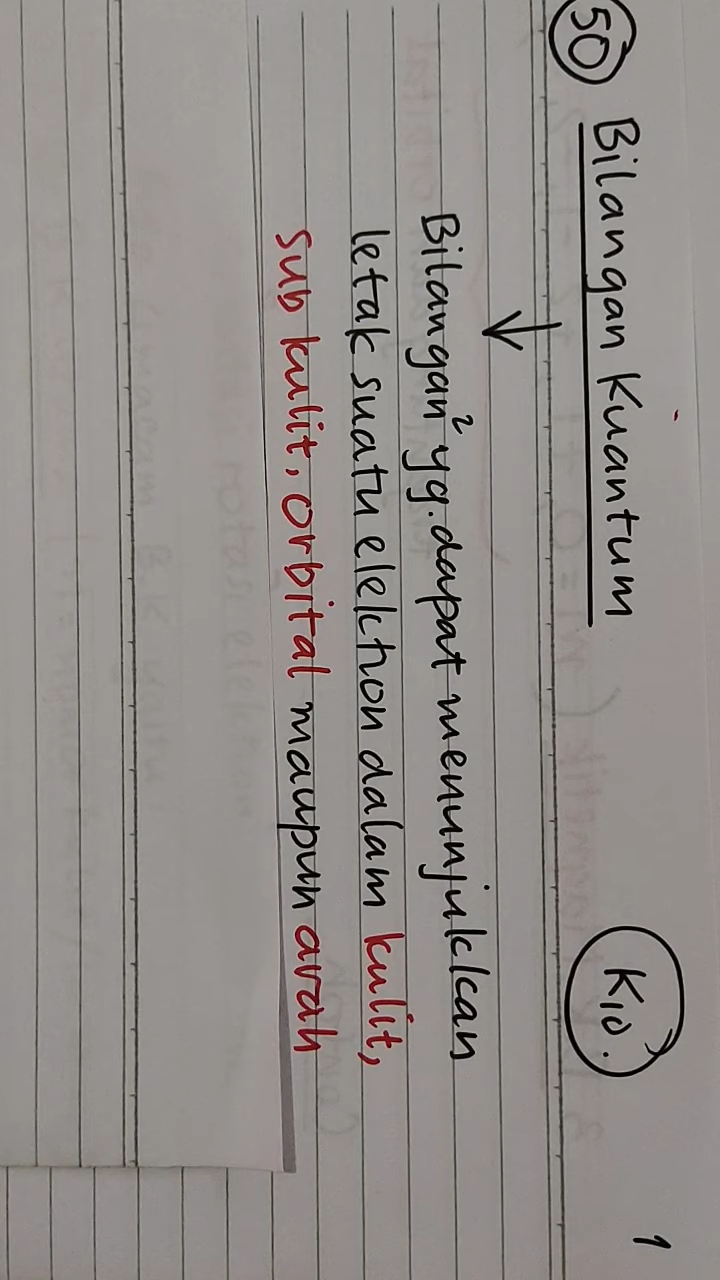 50 Bilangan Kuantum K10. 1
↓
Bilangan² yg. dapat menunjukkan
letak suatu elektron dalam kulit,
sub kulit, orbital maupun arah